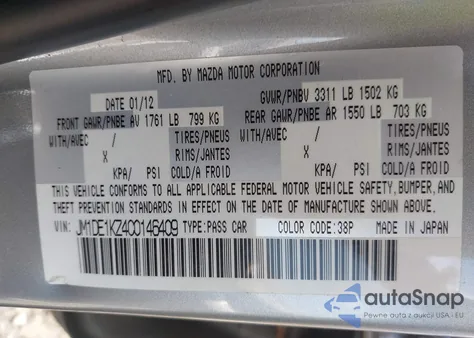 MFD. BY MAZDA MOTOR CORPORATION
DATE 01/12 GVWR/PNBV 3311 LB 1502 KG
FRONT GAWR/PNBE AV 1761 LB 799 KG REAR GAWR/PNBE AR 1550 LB 703 KG
WITH/AVEC / TIRES/PNEUS WITH/AVEC / TIRES/PNEUS
X RIMS/JANTES X RIMS/JANTES
KPA/ PSI COLD/A FROID KPA/ PSI COLD/A FROID
THIS VEHICLE CONFORMS TO ALL APPLICABLE FEDERAL MOTOR VEHICLE SAFETY, BUMPER, AND
THEFT PREVENTION STANDARDS IN EFFECT ON THE DATE OF MANUFACTURE SHOWN ABOVE.
VIN: JM1DE1KZ4C0146409 TYPE:PASS CAR COLOR CODE:38P MADE IN JAPAN
autoSnap
Pewne auta z USA - EU